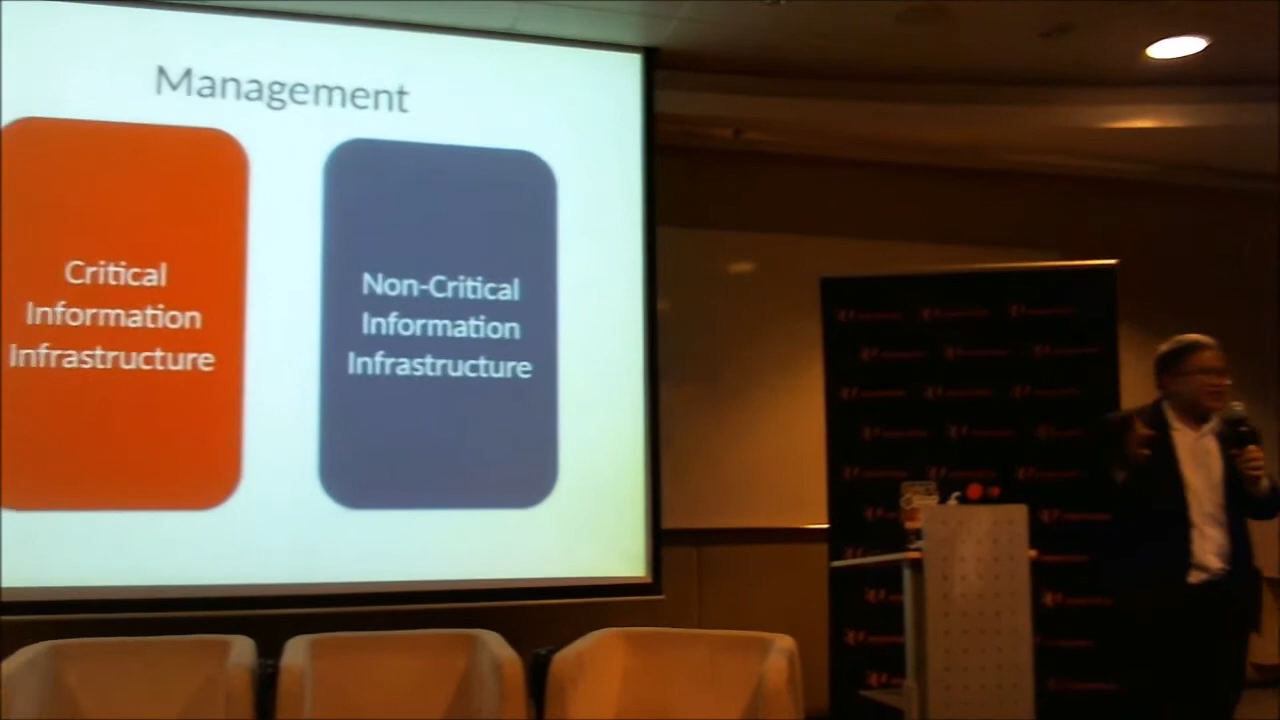 Management
Critical
Information
Infrastructure
Non-Critical
Information
Infrastructure